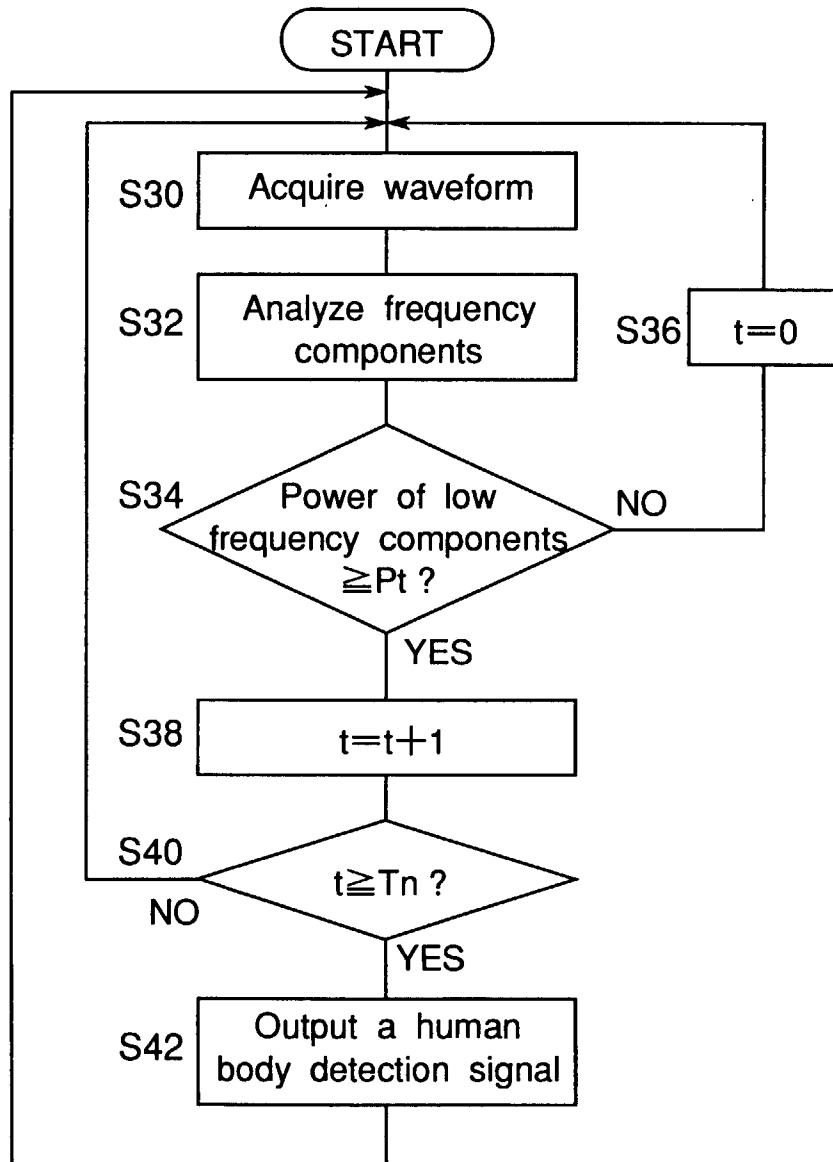 START
S30
Acquire waveform
S32
Analyze frequency
components
S36
t=0
S34
Power of low
frequency components
≧Pt ?
NO
YES
S38
t=t+1
S40
t≧Tn ?
NO
YES
S42
Output a human
body detection signal